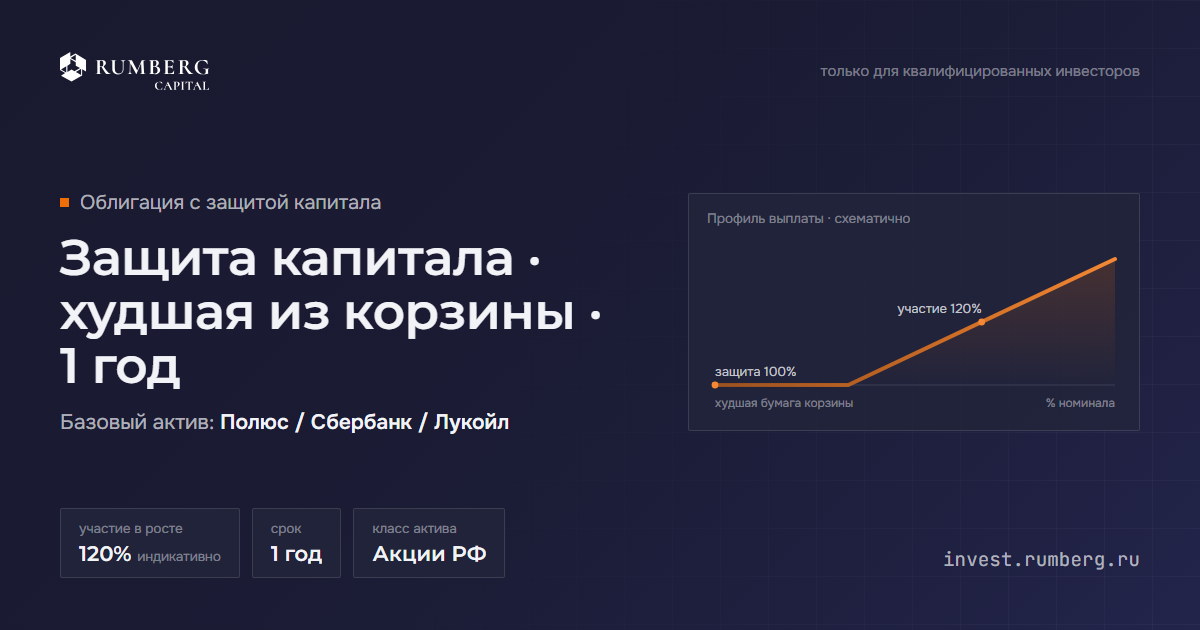 RUMBERG
CAPITAL
только для квалифицированных инвесторов
Облигация с защитой капитала
Защита капитала ·
худшая из корзины ·
1 год
Базовый актив: Полюс / Сбербанк / Лукойл
Профиль выплаты · схематично
участие 120%
защита 100%
худшая бумага корзины
% номинала
участие в росте
120% индикативно
срок
1 год
класс актива
Акции РФ
invest.rumberg.ru